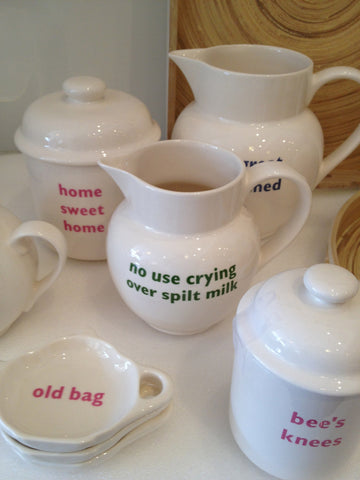 home
sweet
home
no use crying
over spilt milk
old bag
bee's
knees